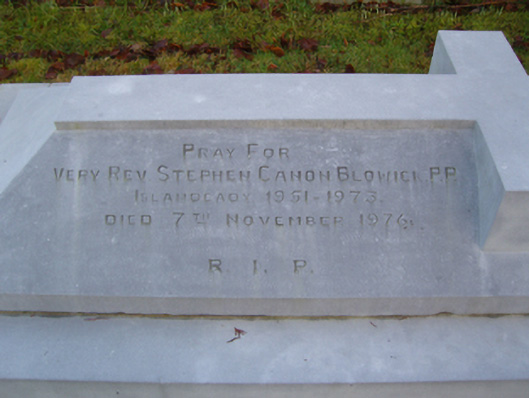 PRAY FOR
VERY REV. STEPHEN CANON BLOWICK P.P.
ISLANDEADY 1951-1973.
DIED 7TH NOVEMBER 1976.
R. I. P.